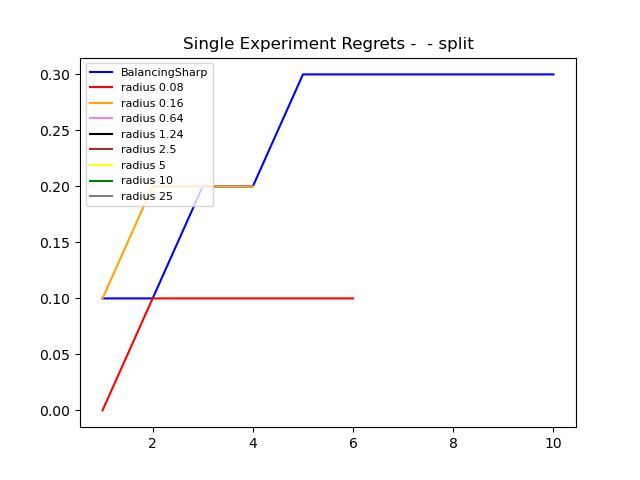 Single Experiment Regrets -  - split
BalancingSharp
radius 0.08
radius 0.16
radius 0.64
radius 1.24
radius 2.5
radius 5
radius 10
radius 25
0.30
0.25
0.20
0.15
0.10
0.05
0.00
2 4 6 8 10